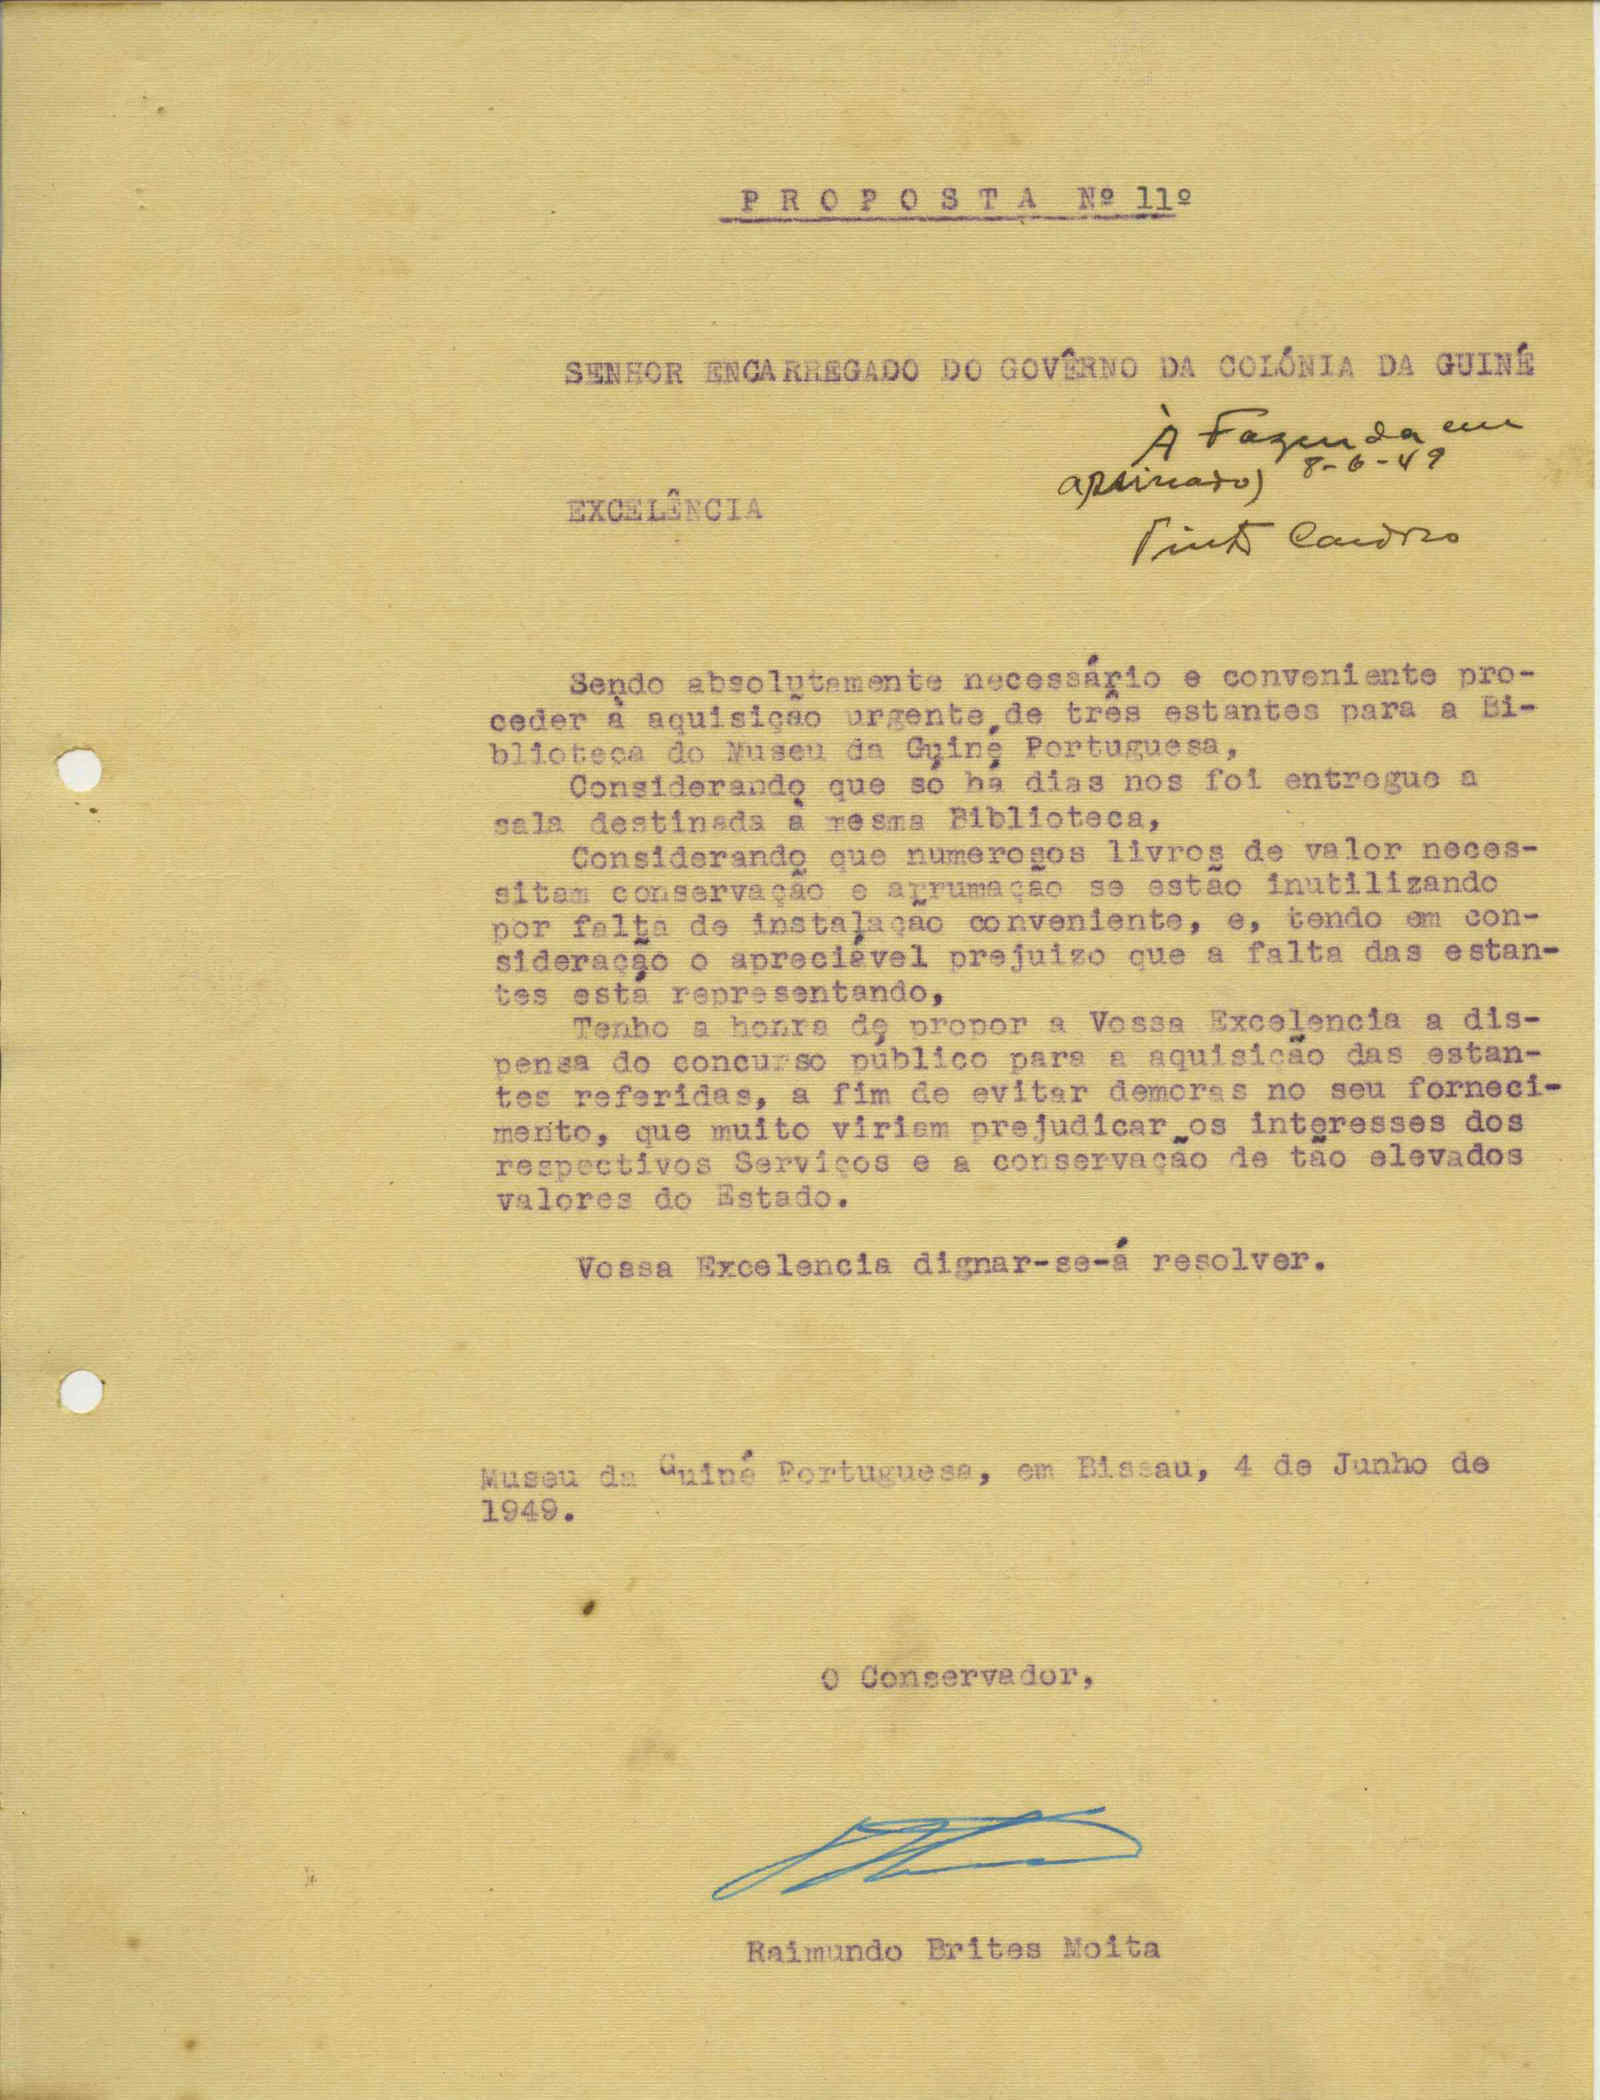 PROPOSTA Nº 11º
SENHOR ENCARREGADO DO GOVÊRNO DA COLÓNIA DA GUINÉ
À Fazenda em
8-6-49
EXCELÊNCIA
Sendo absolutamente necessário e conveniente pro-
ceder à aquisição urgente de três estantes para a Bi-
blioteca do Museu da Guiné Portuguesa,
Considerando que só há dias nos foi entregue a
sala destinada à mesma Biblioteca,
Considerando que numerosos livros de valor neces-
sitam conservação e arrumação se estão inutilizando
por falta de instalação conveniente, e, tendo em con-
sideração o apreciável prejuizo que a falta das estan-
tes está representando,
Tenho a honra de propor a Vossa Excelencia a dis-
pensa do concurso público para a aquisição das estan-
tes referidas, a fim de evitar demoras no seu forneci-
mento, que muito viriam prejudicar os interesses dos
respectivos Serviços e a conservação de tão elevados
valores do Estado.
Vossa Excelencia dignar-se-á resolver.
Museu da Guiné Portuguesa, em Bissau, 4 de Junho de
1949.
O Conservador,
Raimundo Brites Moita